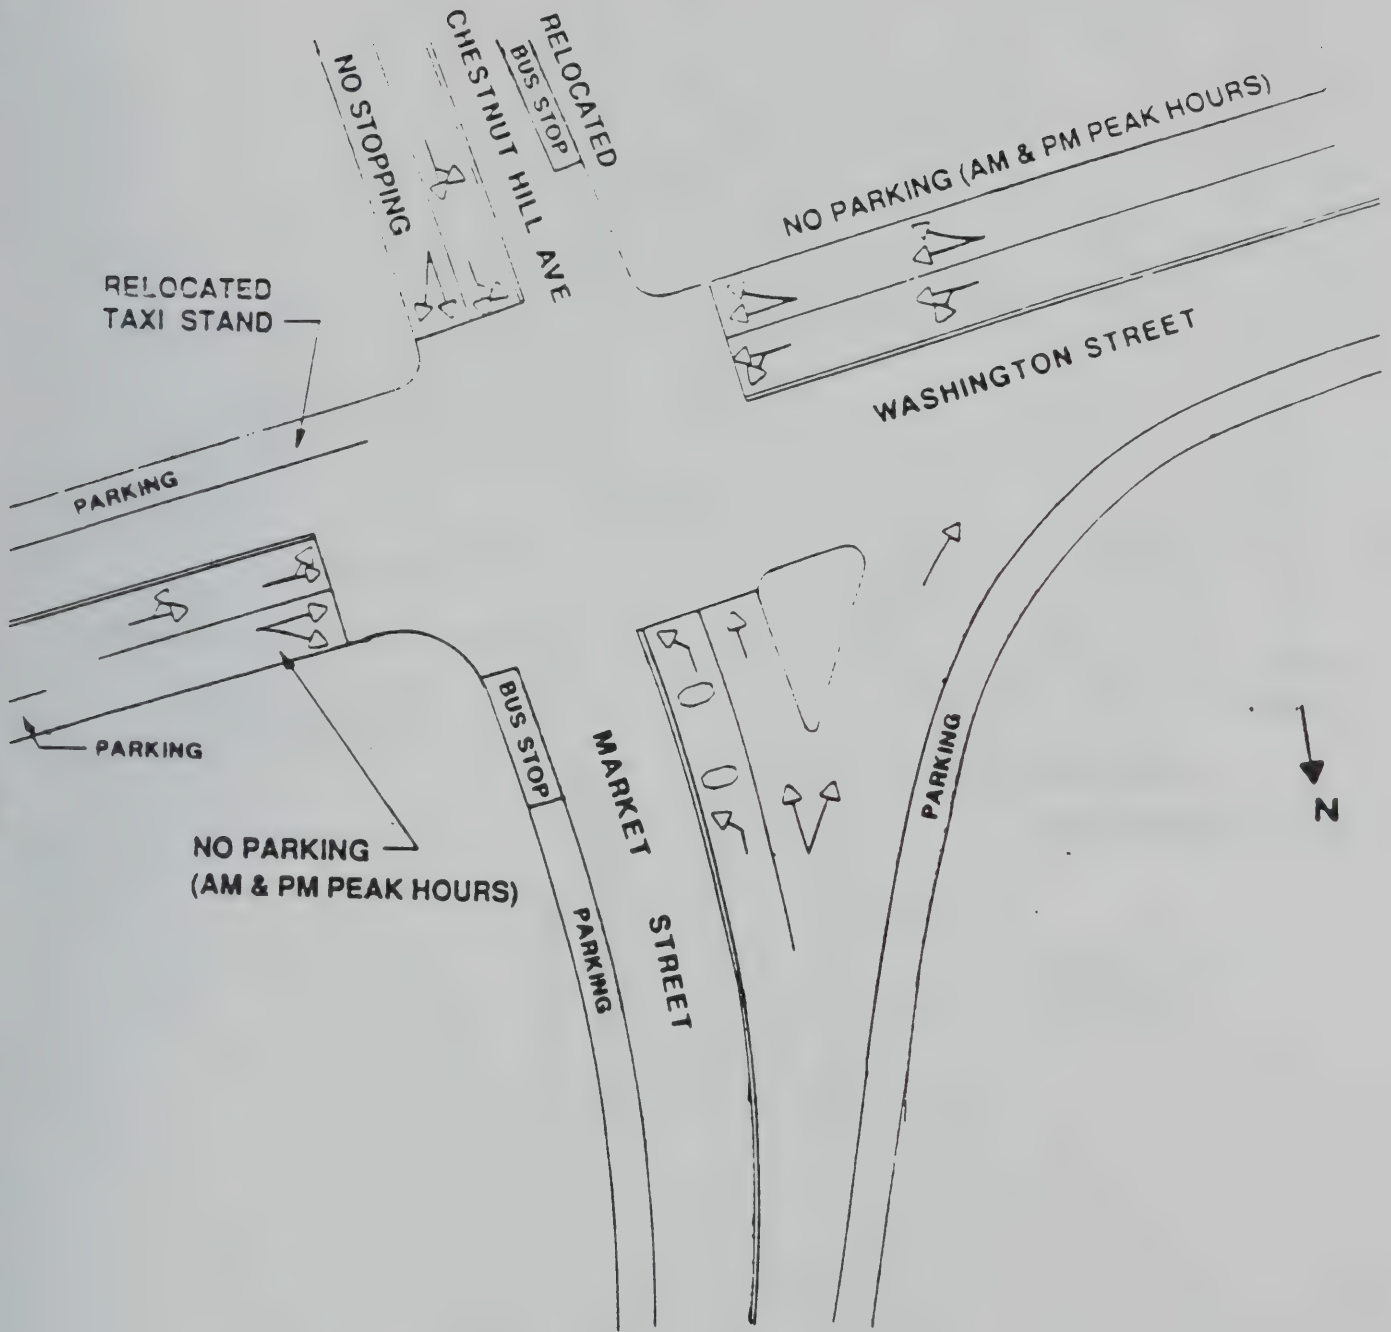 CHESTNUT HILL AVE
RELOCATED
BUS STOP
NO STOPPING
NO PARKING (AM & PM PEAK HOURS)
RELOCATED
TAXI STAND
WASHINGTON STREET
PARKING
PARKING
BUS STOP
MARKET STREET
PARKING
PARKING
NO PARKING
(AM & PM PEAK HOURS)
N